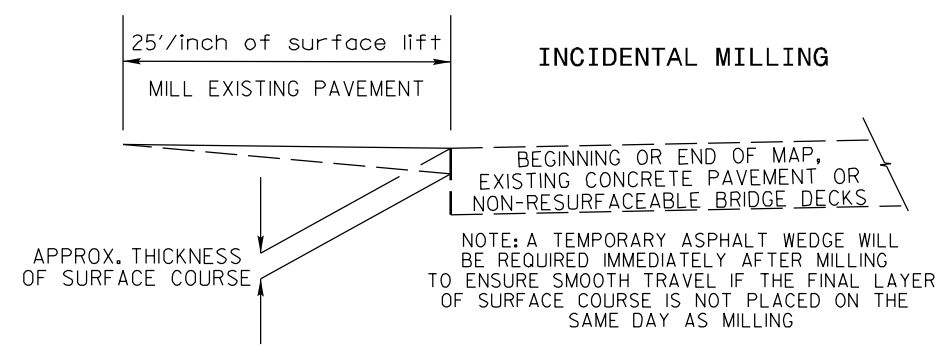 25'/inch of surface lift
INCIDENTAL MILLING
MILL EXISTING PAVEMENT
BEGINNING OR END OF MAP,
EXISTING CONCRETE PAVEMENT OR
NON-RESURFACEABLE BRIDGE DECKS
APPROX. THICKNESS
OF SURFACE COURSE
NOTE: A TEMPORARY ASPHALT WEDGE WILL
BE REQUIRED IMMEDIATELY AFTER MILLING
TO ENSURE SMOOTH TRAVEL IF THE FINAL LAYER
OF SURFACE COURSE IS NOT PLACED ON THE
SAME DAY AS MILLING